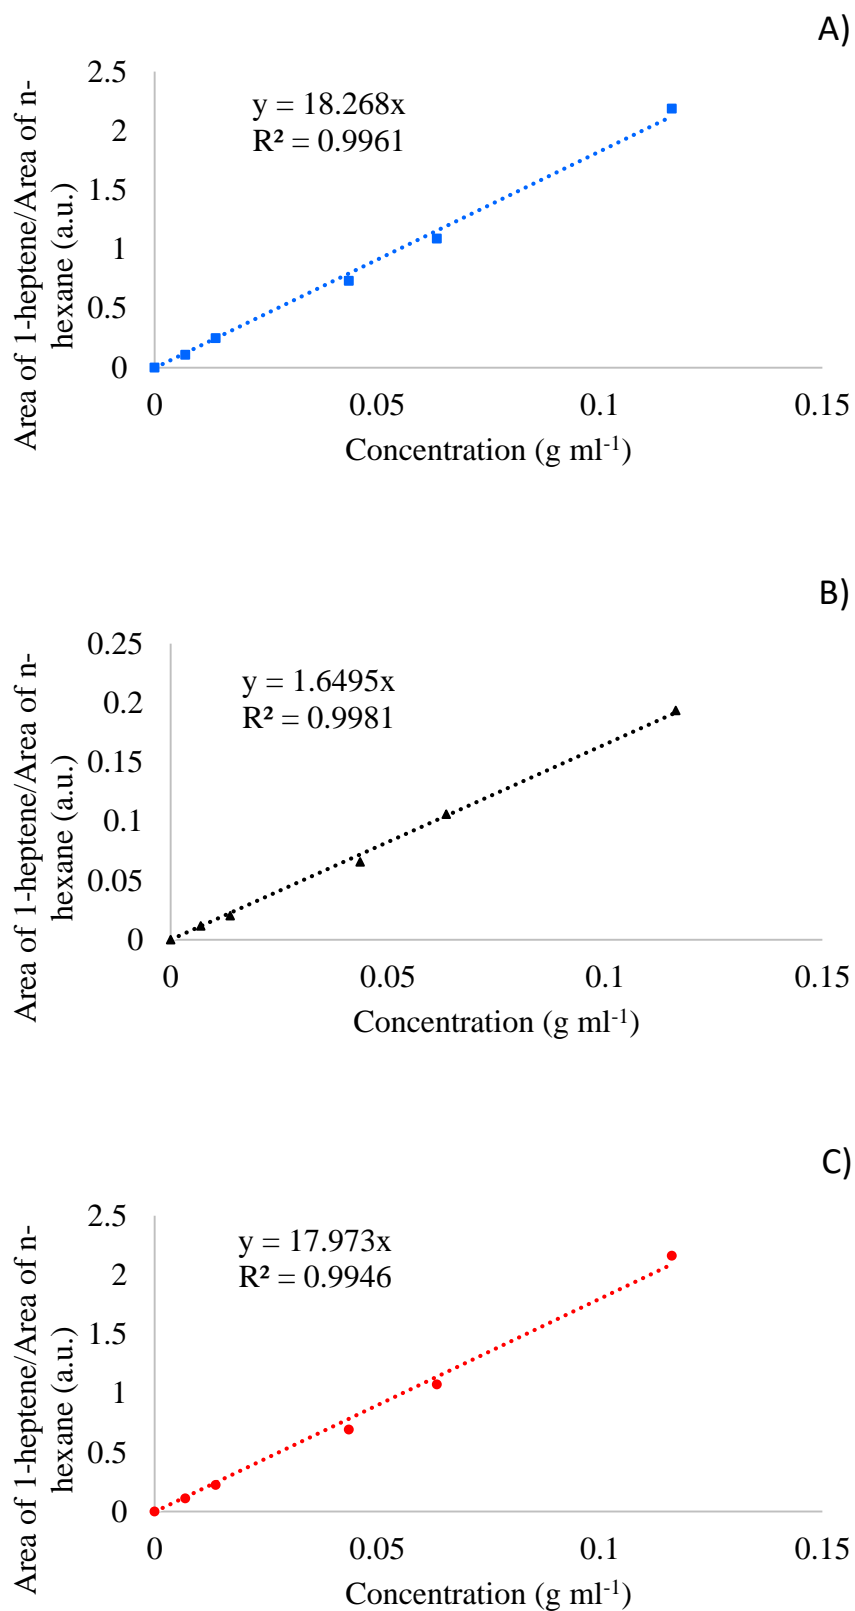 A)
Area of 1-heptene/Area of n-
hexane (a.u.)
2.5
2
1.5
1
0.5
0
y = 18.268x
R² = 0.9961
0
0.05
0.1
0.15
Concentration (g ml⁻¹)
B)
Area of 1-heptene/Area of n-
hexane (a.u.)
0.25
0.2
0.15
0.1
0.05
0
y = 1.6495x
R² = 0.9981
0
0.05
0.1
0.15
Concentration (g ml⁻¹)
C)
Area of 1-heptene/Area of n-
hexane (a.u.)
2.5
2
1.5
1
0.5
0
y = 17.973x
R² = 0.9946
0
0.05
0.1
0.15
Concentration (g ml⁻¹)